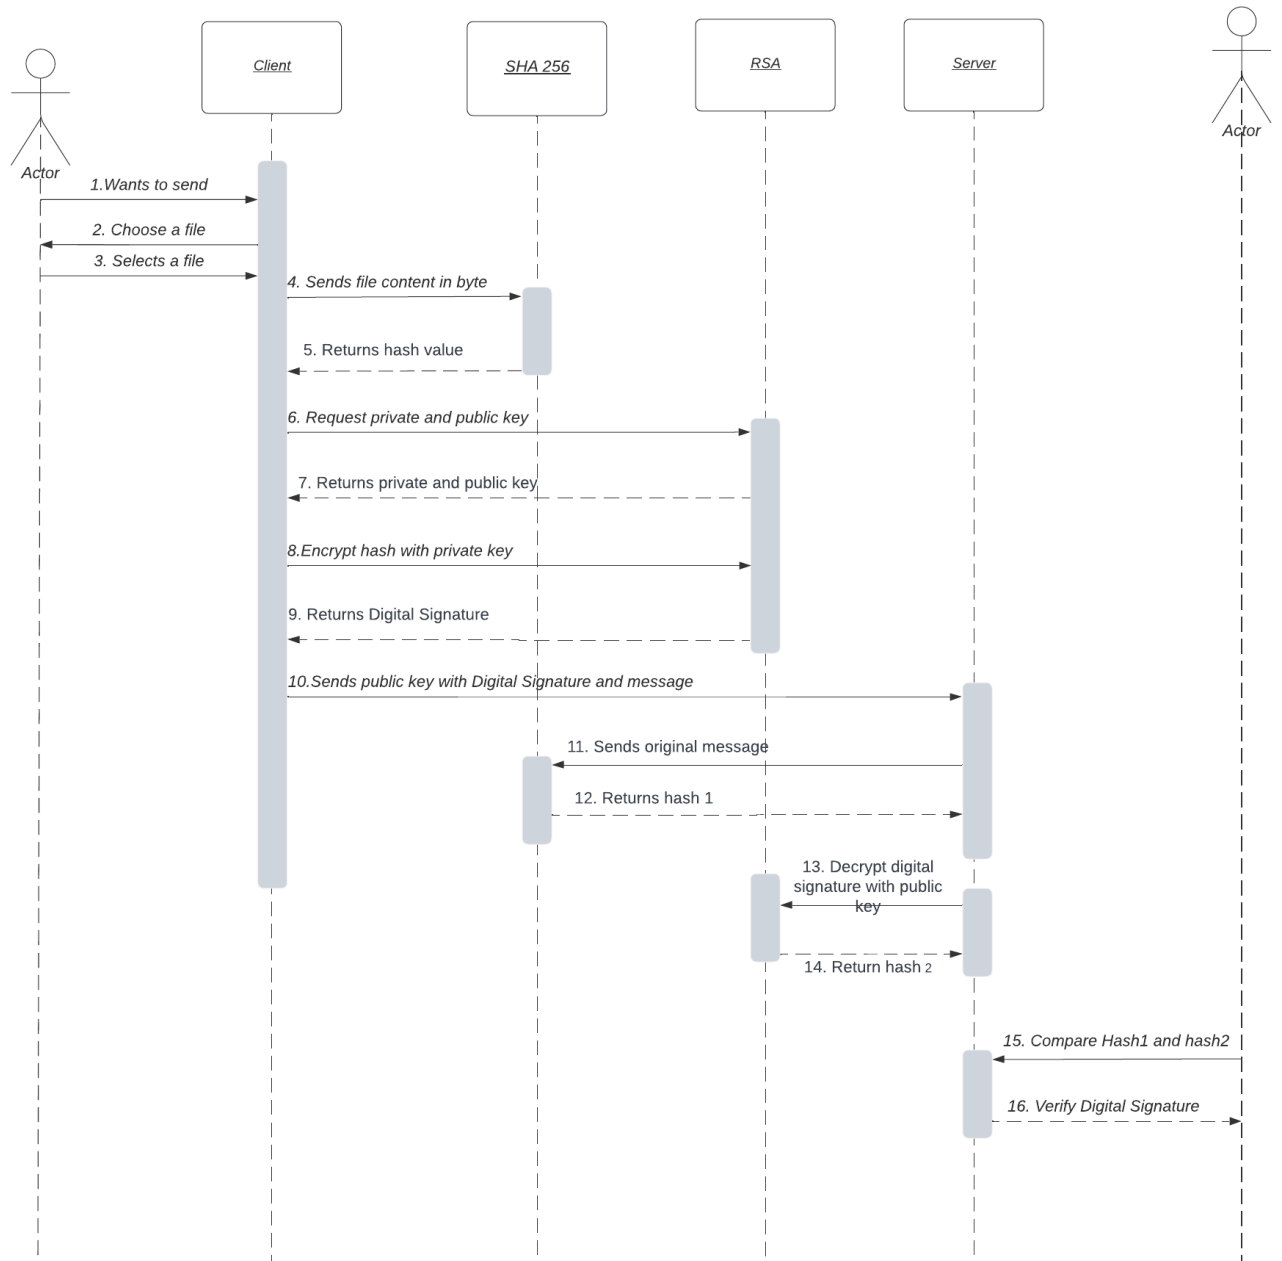 Client
SHA 256
RSA
Server
Actor
Actor
1.Wants to send
2. Choose a file
3. Selects a file
4. Sends file content in byte
5. Returns hash value
6. Request private and public key
7. Returns private and public key
8.Encrypt hash with private key
9. Returns Digital Signature
10.Sends public key with Digital Signature and message
11. Sends original message
12. Returns hash 1
13. Decrypt digital
signature with public
key
14. Return hash 2
15. Compare Hash1 and hash2
16. Verify Digital Signature